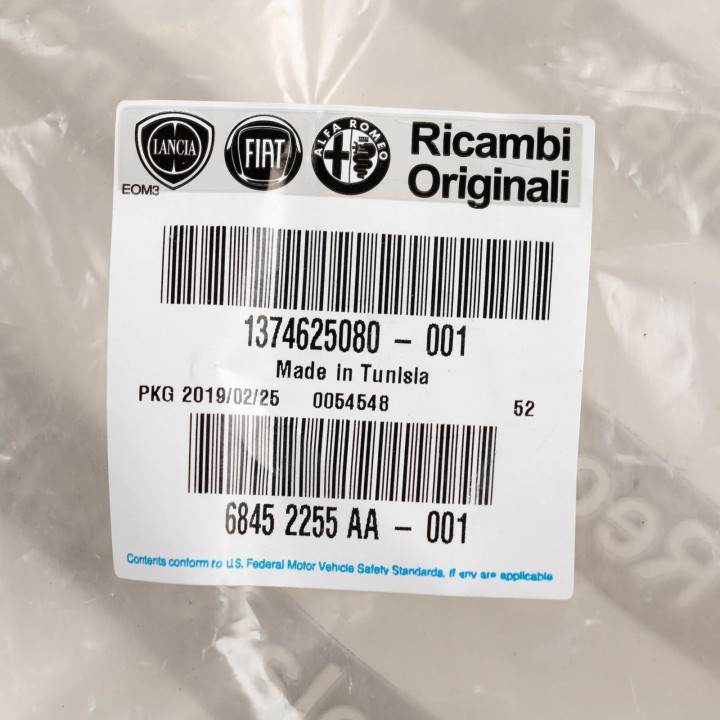 LANCIA
FIAT
ALFA ROMEO
Ricambi
Originali
EOM3
1374625080 - 001
Made in Tunisia
PKG 2019/02/25 0054548 52
6845 2255 AA - 001
Contents conform to U.S. Federal Motor Vehicle Safety Standards, if any are applicable